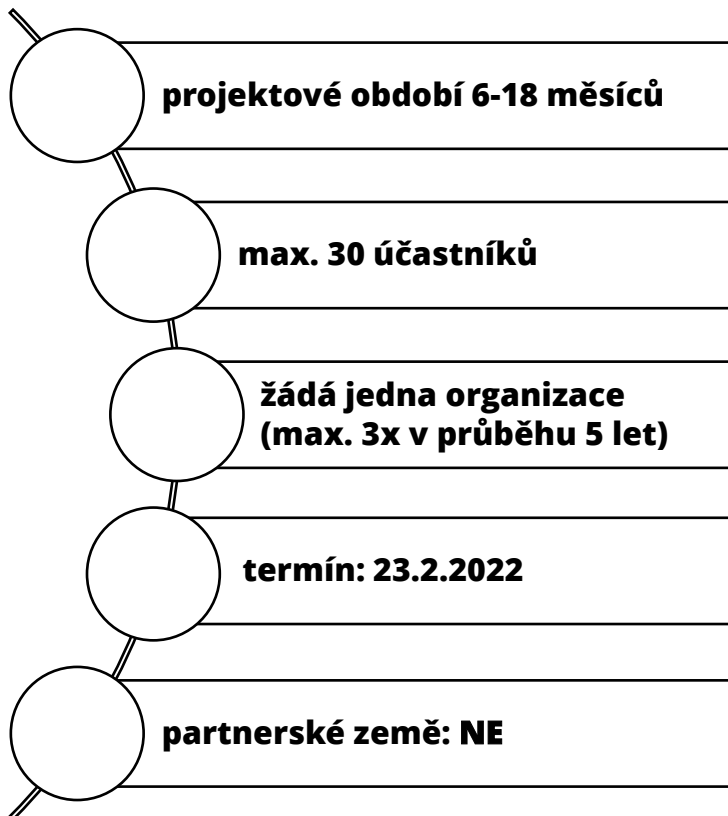 projektové období 6-18 měsíců
max. 30 účastníků
žádá jedna organizace
(max. 3x v průběhu 5 let)
termín: 23.2.2022
partnerské země: NE